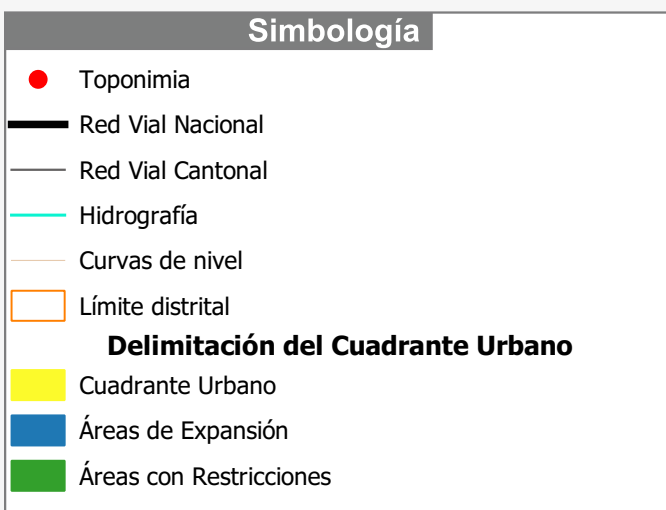 Simbología
Toponimia
Red Vial Nacional
Red Vial Cantonal
Hidrografía
Curvas de nivel
Límite distrital
Delimitación del Cuadrante Urbano
Cuadrante Urbano
Áreas de Expansión
Áreas con Restricciones